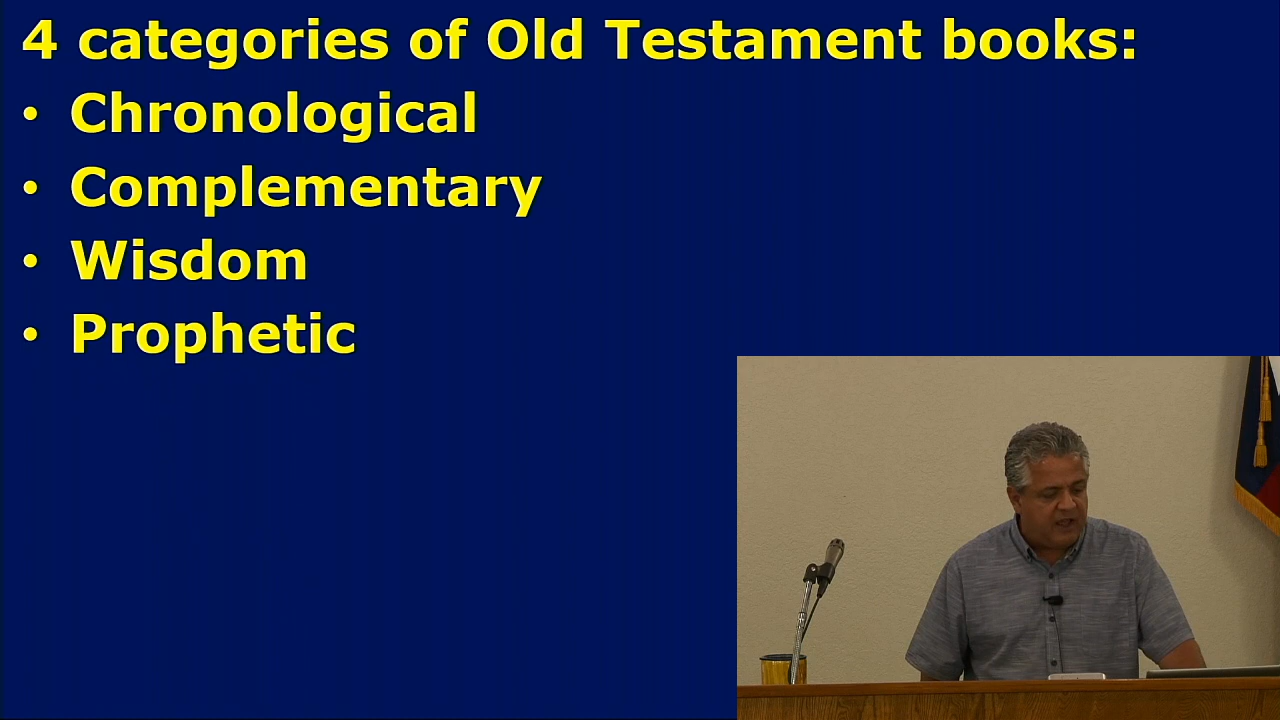 4 categories of Old Testament books:
• Chronological
• Complementary
• Wisdom
• Prophetic